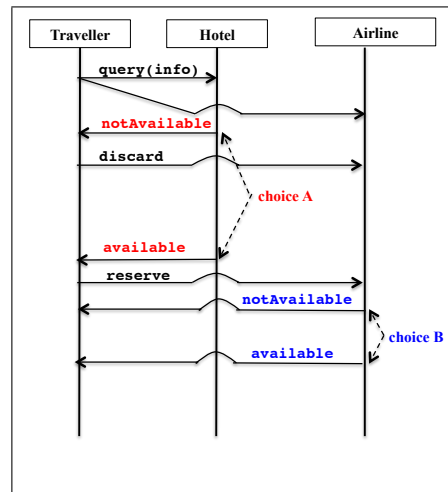 Traveller Hotel Airline
query(info)
notAvailable
discard
choice A
available
reserve
notAvailable
choice B
available